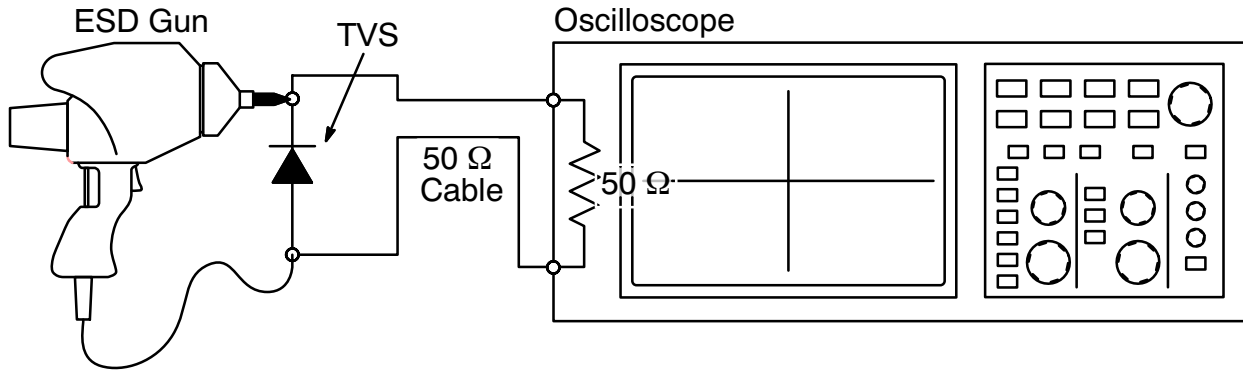 ESD Gun
TVS
Oscilloscope
50 Ω
Cable
50 Ω